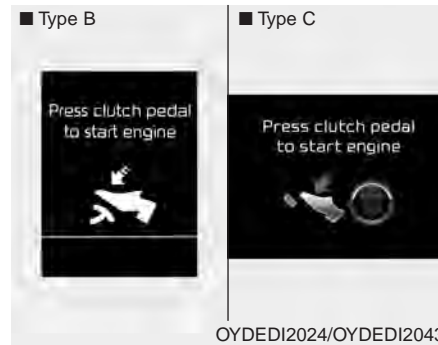 ■ Type B
Press clutch pedal
to start engine
■ Type C
Press clutch pedal
to start engine
OYDEDI2024/OYDEDI2043